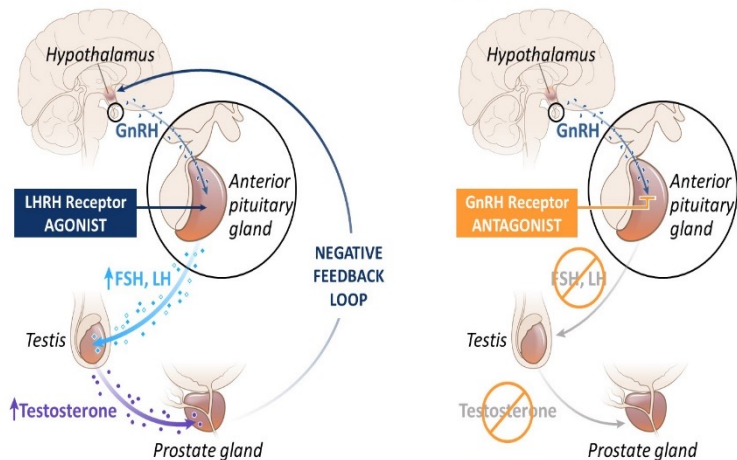 Hypothalamus
GnRH
LHRH Receptor
AGONIST
Anterior
pituitary
gland
NEGATIVE
FEEDBACK
LOOP
↑FSH, LH
Testis
↑Testosterone
Prostate gland
Hypothalamus
GnRH
GnRH Receptor
ANTAGONIST
Anterior
pituitary
gland
FSH, LH
Testis
Testosterone
Prostate gland